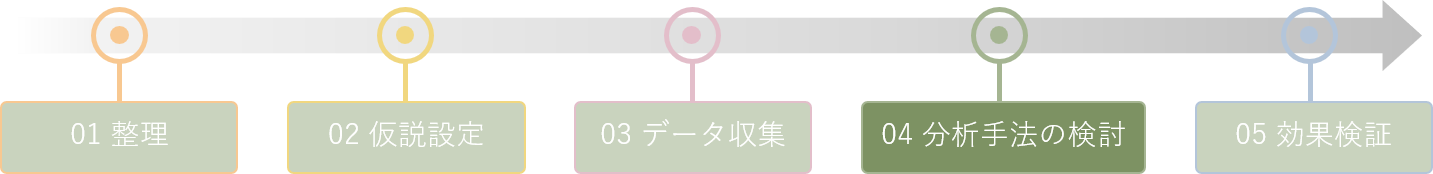 01 整理
02 仮説設定
03 データ収集
04 分析手法の検討
05 効果検証